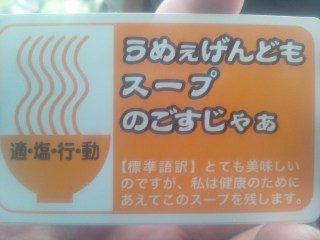 うめぇげんども
スープ
のごすじゃぁ
適・塩・行・動
【標準語訳】とても美味しい
のですが、私は健康のために
あえてこのスープを残します。